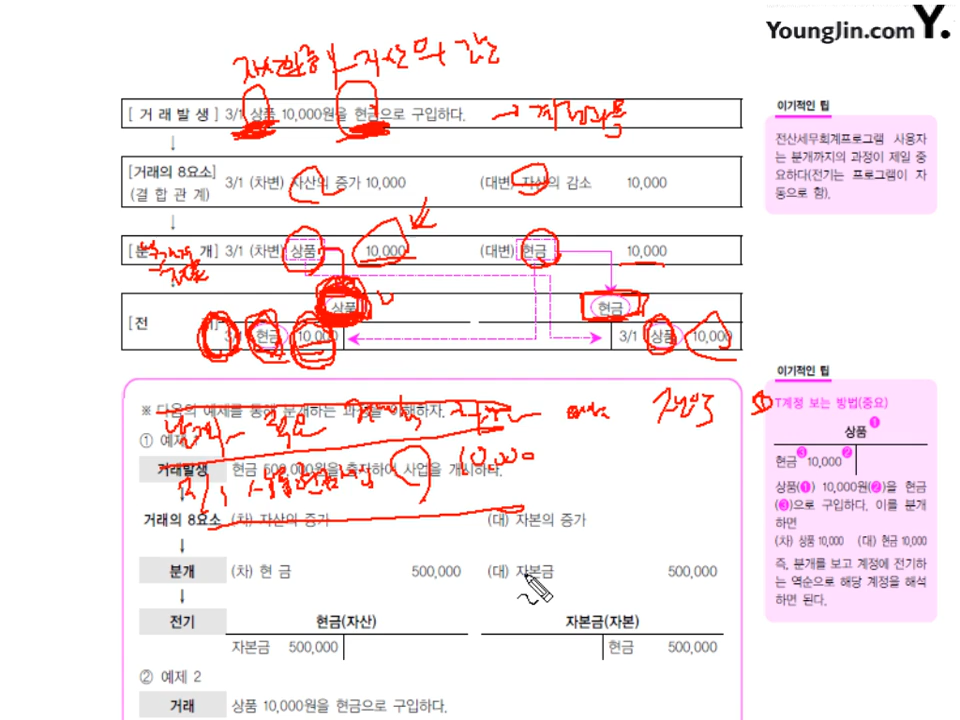 YoungJin.com Y.
자산의 감소
[ 거 래 발 생 ] 3/1 상품 10,000원을 현금으로 구입하다.
이기적인 팁
전산세무회계프로그램 사용자
는 분개까지의 과정이 제일 중
요하다(전기는 프로그램이 자
동으로 함).
[거래의 8요소]
(결 합 관 계)
3/1 (차변) 자산의 증가 10,000 (대변) 자산의 감소 10,000
[분 개] 3/1 (차변) 상품 10,000 (대변) 현금 10,000
상품 현금
[전 기]
3/1 현금 10,000 3/1 상품 10,000
이기적인 팁
T계정 보는 방법(중요)
상품 1
현금 3 10,000 2
상품(1) 10,000원(2)을 현금
(3)으로 구입하다. 이를 분개
하면
(차) 상품 10,000 (대) 현금 10,000
즉, 분개를 보고 계정에 전기하
는 역순으로 해당 계정을 해석
하면 된다.
※ 다음의 예제를 통해 분개하는 과정을 이해하자.
① 예제 1
10,000
거래발생 현금 500,000원을 출자하여 사업을 개시하다.
거래의 8요소 (차) 자산의 증가 (대) 자본의 증가
분개 (차) 현 금 500,000 (대) 자본금 500,000
전기 현금(자산) 자본금(자본)
자본금 500,000 현금 500,000
② 예제 2
거래 상품 10,000원을 현금으로 구입하다.